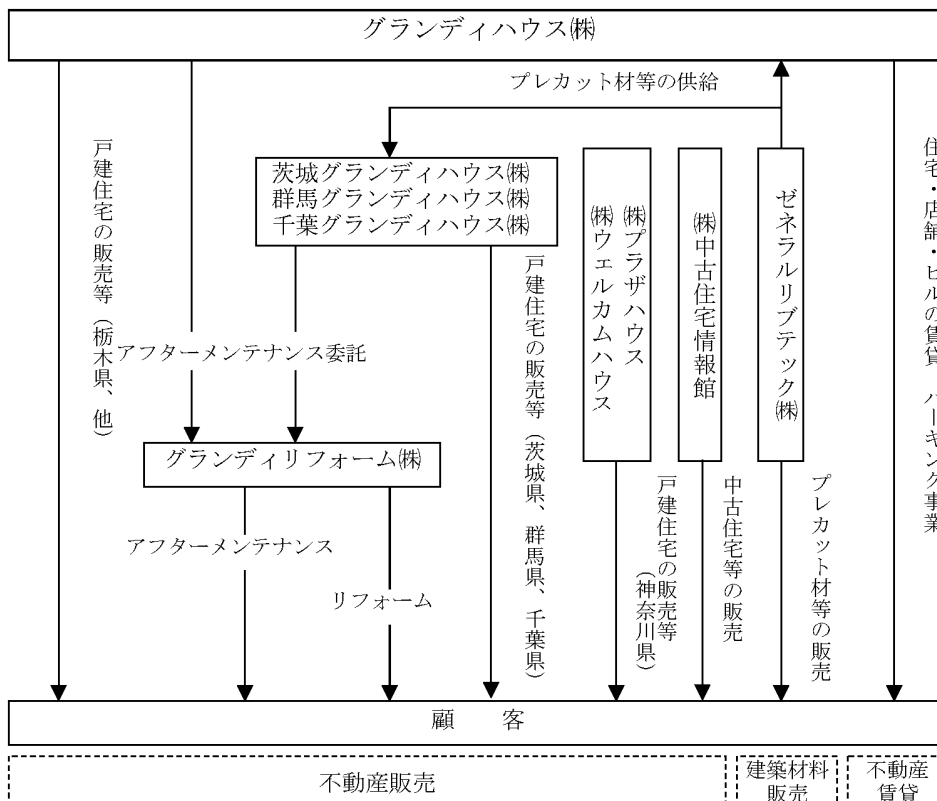 グランディハウス㈱
プレカット材等の供給
戸建住宅の販売等(栃木県、他)
茨城グランディハウス㈱
群馬グランディハウス㈱
千葉グランディハウス㈱
㈱プラザハウス
㈱ウェルカムハウス
㈱中古住宅情報館
ゼネラルリブテック㈱
住宅・店舗・ビルの賃貸 パーキング事業
アフターメンテナンス委託
戸建住宅の販売等(茨城県、群馬県、千葉県)
グランディリフォーム㈱
戸建住宅の販売等
(神奈川県)
中古住宅等の販売
プレカット材等の販売
アフターメンテナンス
リフォーム
顧 客
不動産販売
建築材料
販売
不動産
賃貸